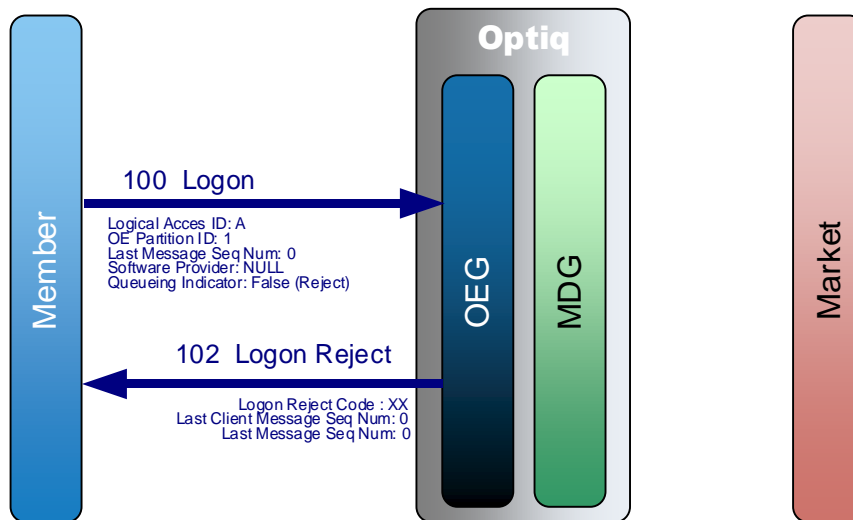 Optiq
Member
100 Logon
Logical Acces ID: A
OE Partition ID: 1
Last Message Seq Num: 0
Software Provider: NULL
Queueing Indicator: False (Reject)
OEG
MDG
Market
102 Logon Reject
Logon Reject Code : XX
Last Client Message Seq Num: 0
Last Message Seq Num: 0